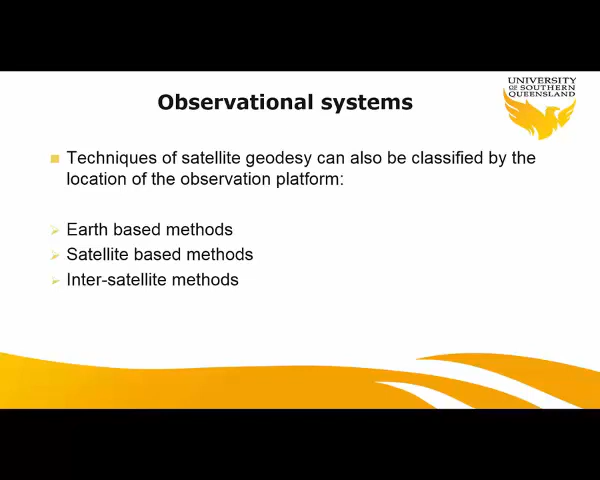 UNIVERSITY
OF SOUTHERN
QUEENSLAND
Observational systems
Techniques of satellite geodesy can also be classified by the
location of the observation platform:
Earth based methods
Satellite based methods
Inter-satellite methods